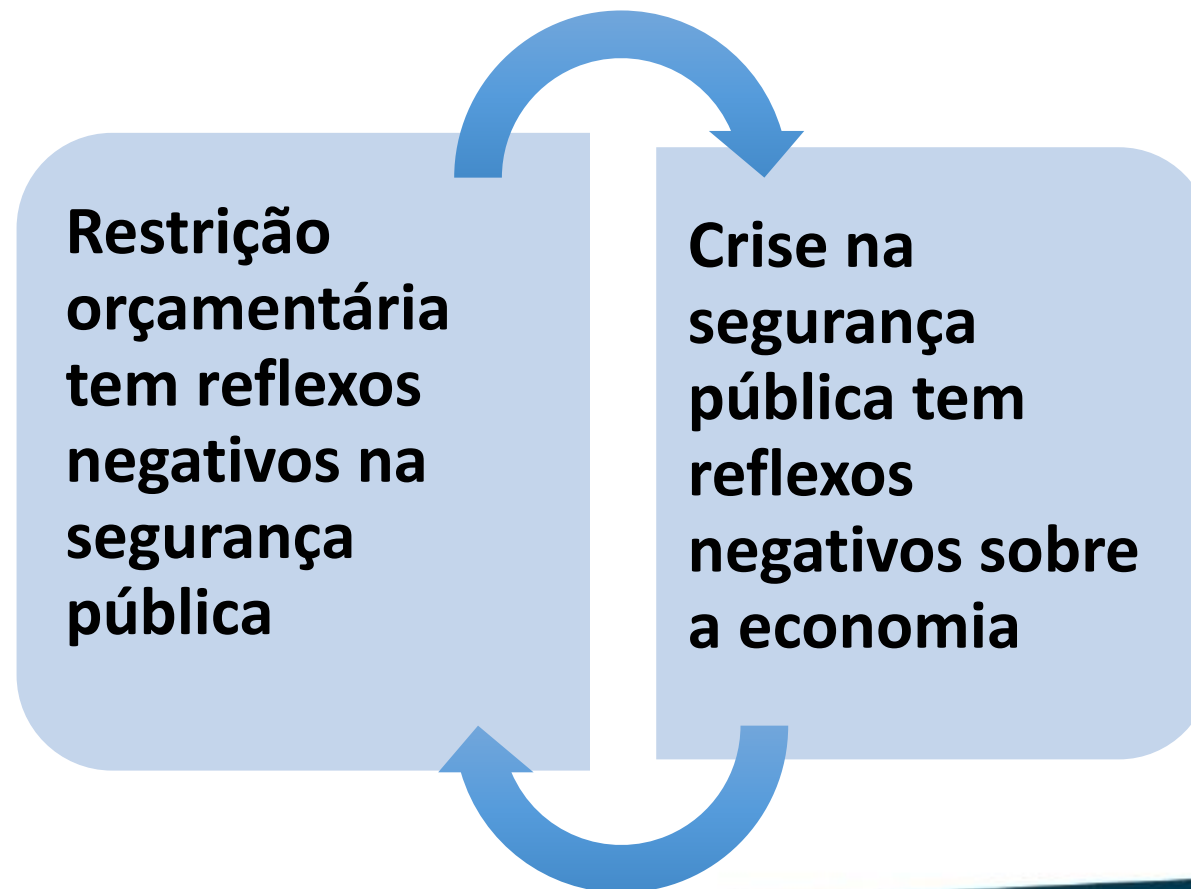 Restrição
orçamentária
tem reflexos
negativos na
segurança
pública
Crise na
segurança
pública tem
reflexos
negativos sobre
a economia